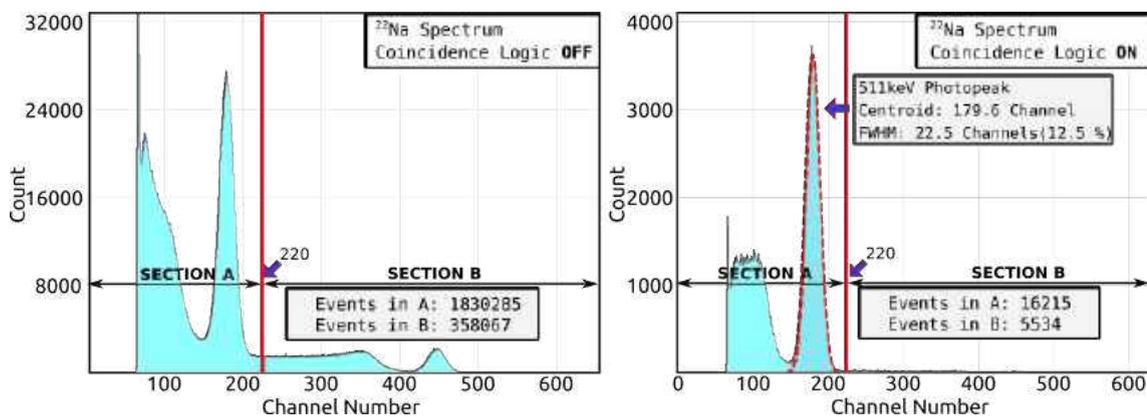 32000
24000
16000
8000
Count
²²Na Spectrum
Coincidence Logic OFF
220
SECTION A
SECTION B
Events in A: 1830285
Events in B: 358067
100
200
300
400
500
600
Channel Number
4000
3000
2000
1000
Count
²²Na Spectrum
Coincidence Logic ON
511keV Photopeak
Centroid: 179.6 Channel
FWHM: 22.5 Channels(12.5 %)
220
SECTION A
SECTION B
Events in A: 16215
Events in B: 5534
0
100
200
300
400
500
600
Channel Number